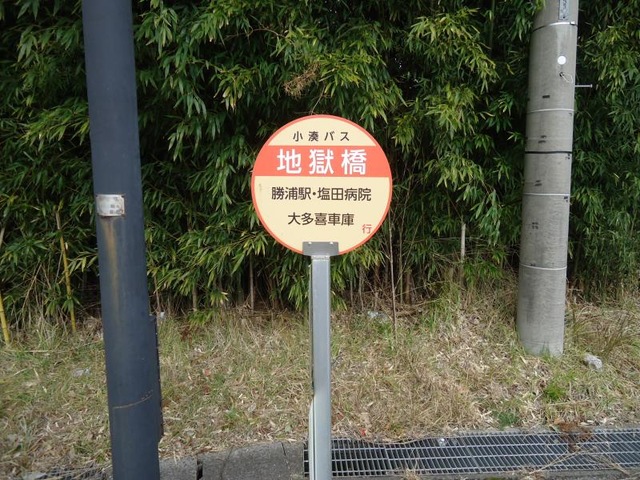 小湊バス
地獄橋
勝浦駅・塩田病院
大多喜車庫 行